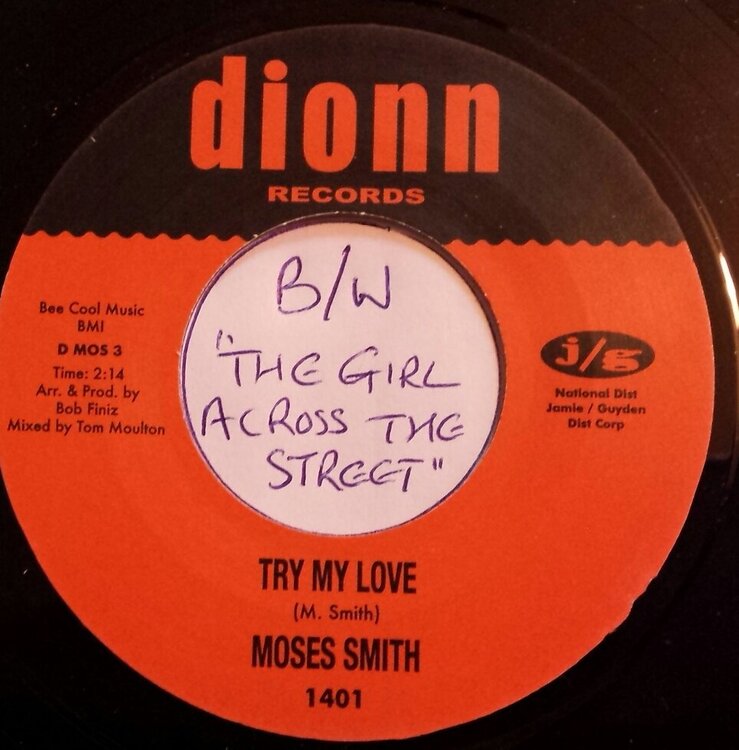 dionn
RECORDS
B/W
"THE GIRL
ACROSS THE
STREET"
Bee Cool Music
BMI
D MOS 3
Time: 2:14
Arr. & Prod. by
Bob Finiz
Mixed by Tom Moulton
j/g
National Dist
Jamie / Guyden
Dist Corp
TRY MY LOVE
(M. Smith)
MOSES SMITH
1401